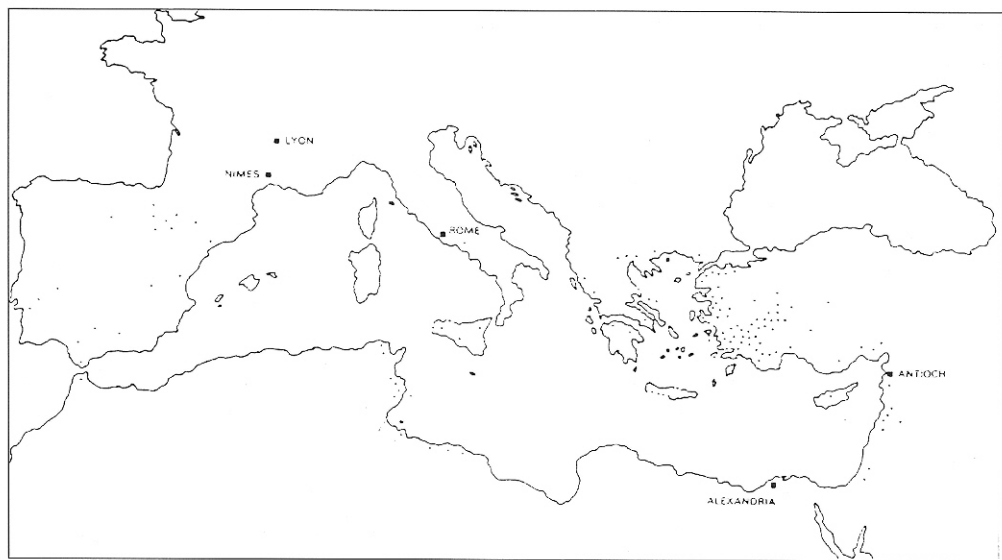 LYON
NIMES
ROME
ANTIOCH
ALEXANDRIA